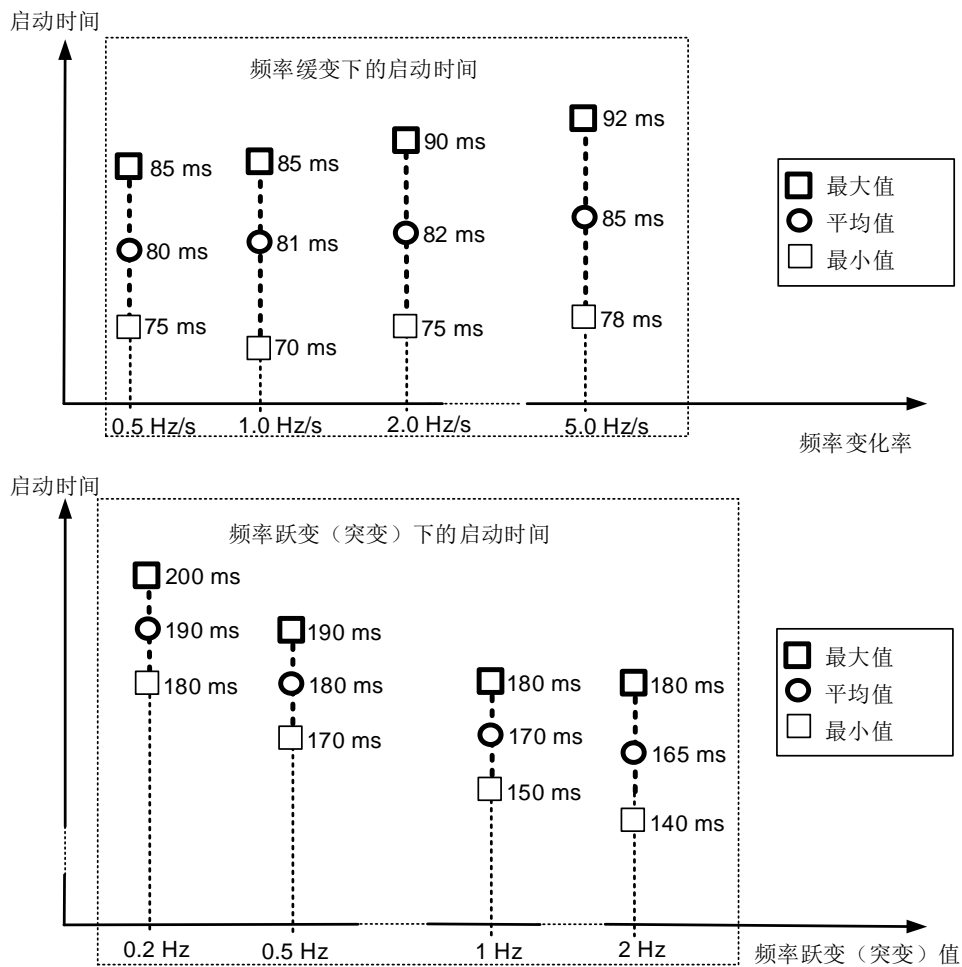 启动时间
频率缓变下的启动时间
92 ms
90 ms
85 ms
85 ms
最大值
85 ms
平均值
80 ms
81 ms
82 ms
最小值
75 ms
70 ms
75 ms
78 ms
0.5 Hz/s
1.0 Hz/s
2.0 Hz/s
5.0 Hz/s
频率变化率
启动时间
频率跃变（突变）下的启动时间
200 ms
190 ms
190 ms
180 ms
180 ms
180 ms
180 ms
最大值
平均值
最小值
170 ms
170 ms
165 ms
150 ms
140 ms
0.2 Hz
0.5 Hz
1 Hz
2 Hz
频率跃变（突变）值